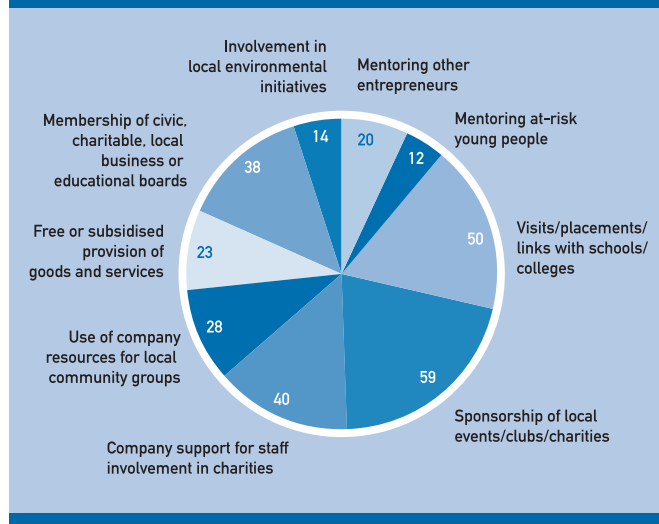 Involvement in
local environmental
initiatives
14
Mentoring other
entrepreneurs
20
Mentoring at-risk
young people
12
Visits/placements/
links with schools/
colleges
50
Sponsorship of local
events/clubs/charities
59
Company support for staff
involvement in charities
40
Use of company
resources for local
community groups
28
Free or subsidised
provision of
goods and services
23
Membership of civic,
charitable, local
business or
educational boards
38